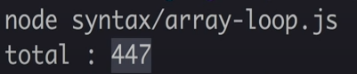 node syntax/array-loop.js
total : 447